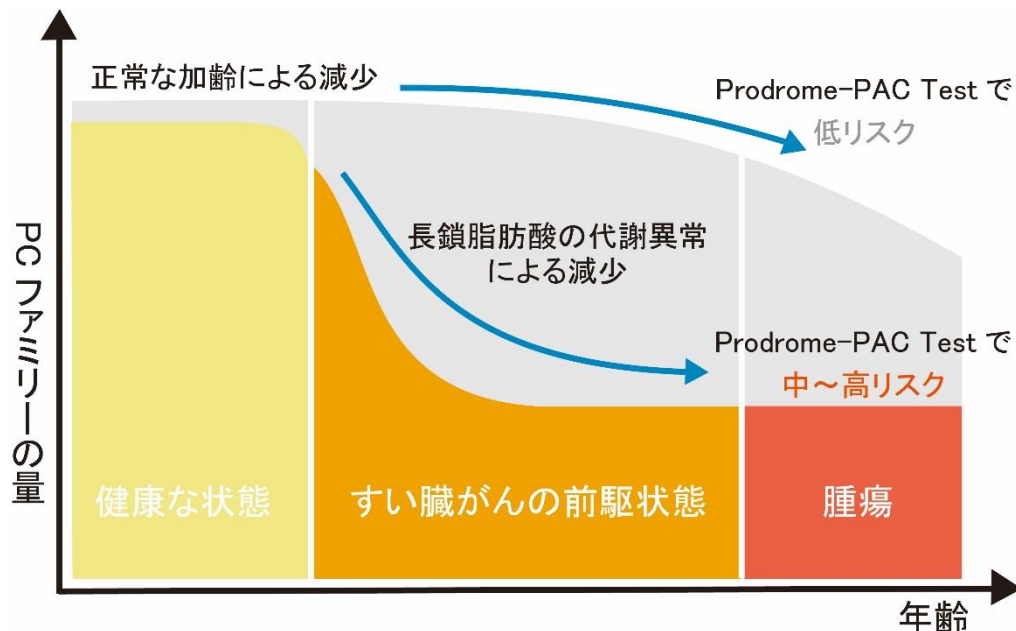 正常な加齢による減少
Prodrome-PAC Test で
低リスク
長鎖脂肪酸の代謝異常
による減少
Prodrome-PAC Test で
中～高リスク
PC ファミリーの量
健康な状態
すい臓がんの前駆状態
腫瘍
年齢